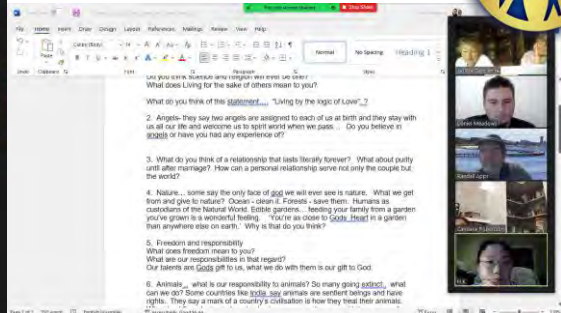 Stop Share
File Home Insert Draw Design Layout References Mailings Review View Help
Paste
Normal
No Spacing
Heading 1
Clipboard
Font
Paragraph
Styles
Do you think science and religion will ever be one?
What does Living for the sake of others mean to you?
What do you think of this statement.... "Living by the logic of Love"..?
2. Angels- they say two angels are assigned to each of us at birth and they stay with
us all our life and welcome us to spirit world when we pass... Do you believe in
angels or have you had any experience of?
3. What do you think of a relationship that lasts literally forever? What about purity
until after marriage? How can a personal relationship serve not only the couple but
the world?
4. Nature... some say the only face of god we will ever see is nature. What we get
from and give to nature? Ocean - clean it. Forests - save them. Humans as
custodians of the Natural World. Edible gardens... feeding your family from a garden
you've grown is a wonderful feeling. 'You're as close to Gods Heart in a garden
than anywhere else on earth.' Why is that do you think?
5. Freedom and responsibility
What does freedom mean to you?
What are our responsibilities in that regard?
Our talents are Gods gift to us, what we do with them is our gift to God.
6. Animals... what is our responsibility to animals? So many going extinct... what
can we do? Some countries like India say animals are sentient beings and have
rights. They say a mark of a country's civilisation is how they treat their animals.
Meadows
Randall